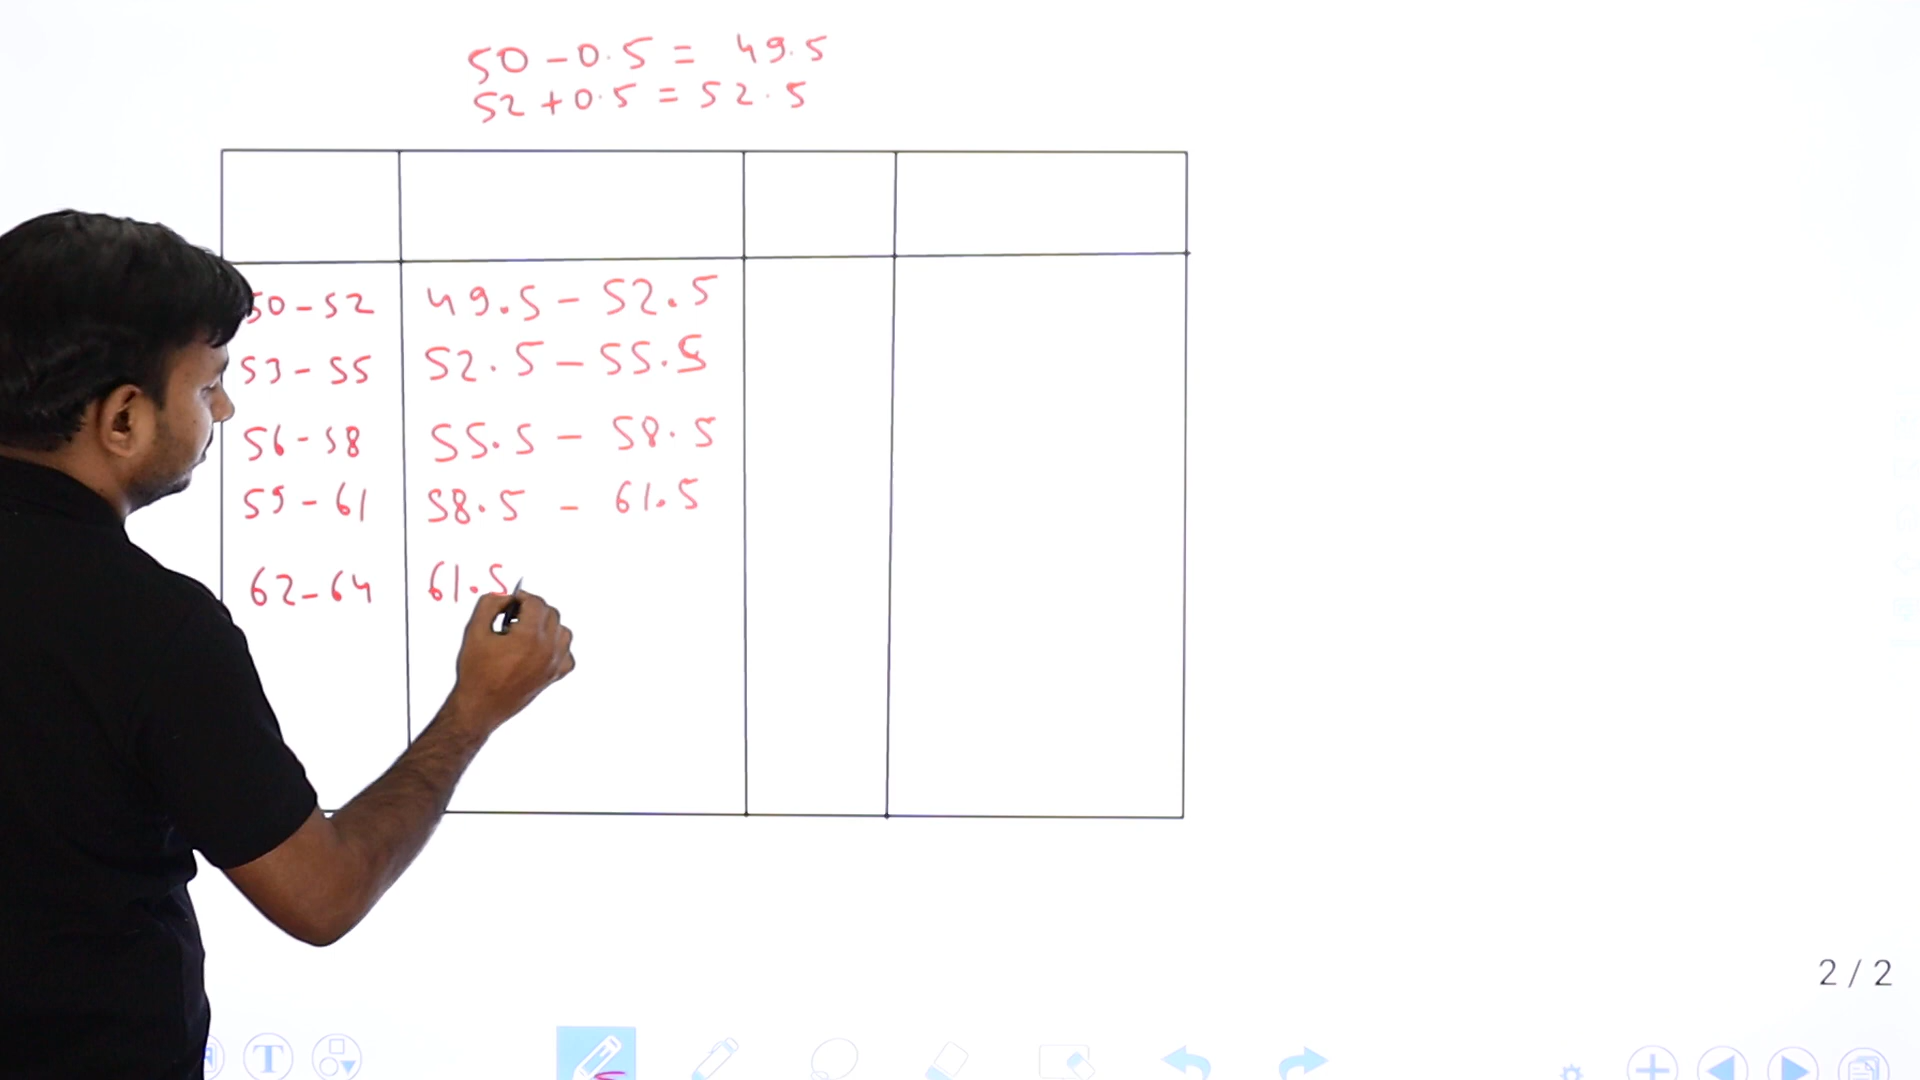 50 - 0.5 = 49.5
52 + 0.5 = 52.5
50 - 52 49.5 - 52.5
53 - 55 52.5 - 55.5
56 - 58 55.5 - 58.5
59 - 61 58.5 - 61.5
62 - 64 61.5
2 / 2
T